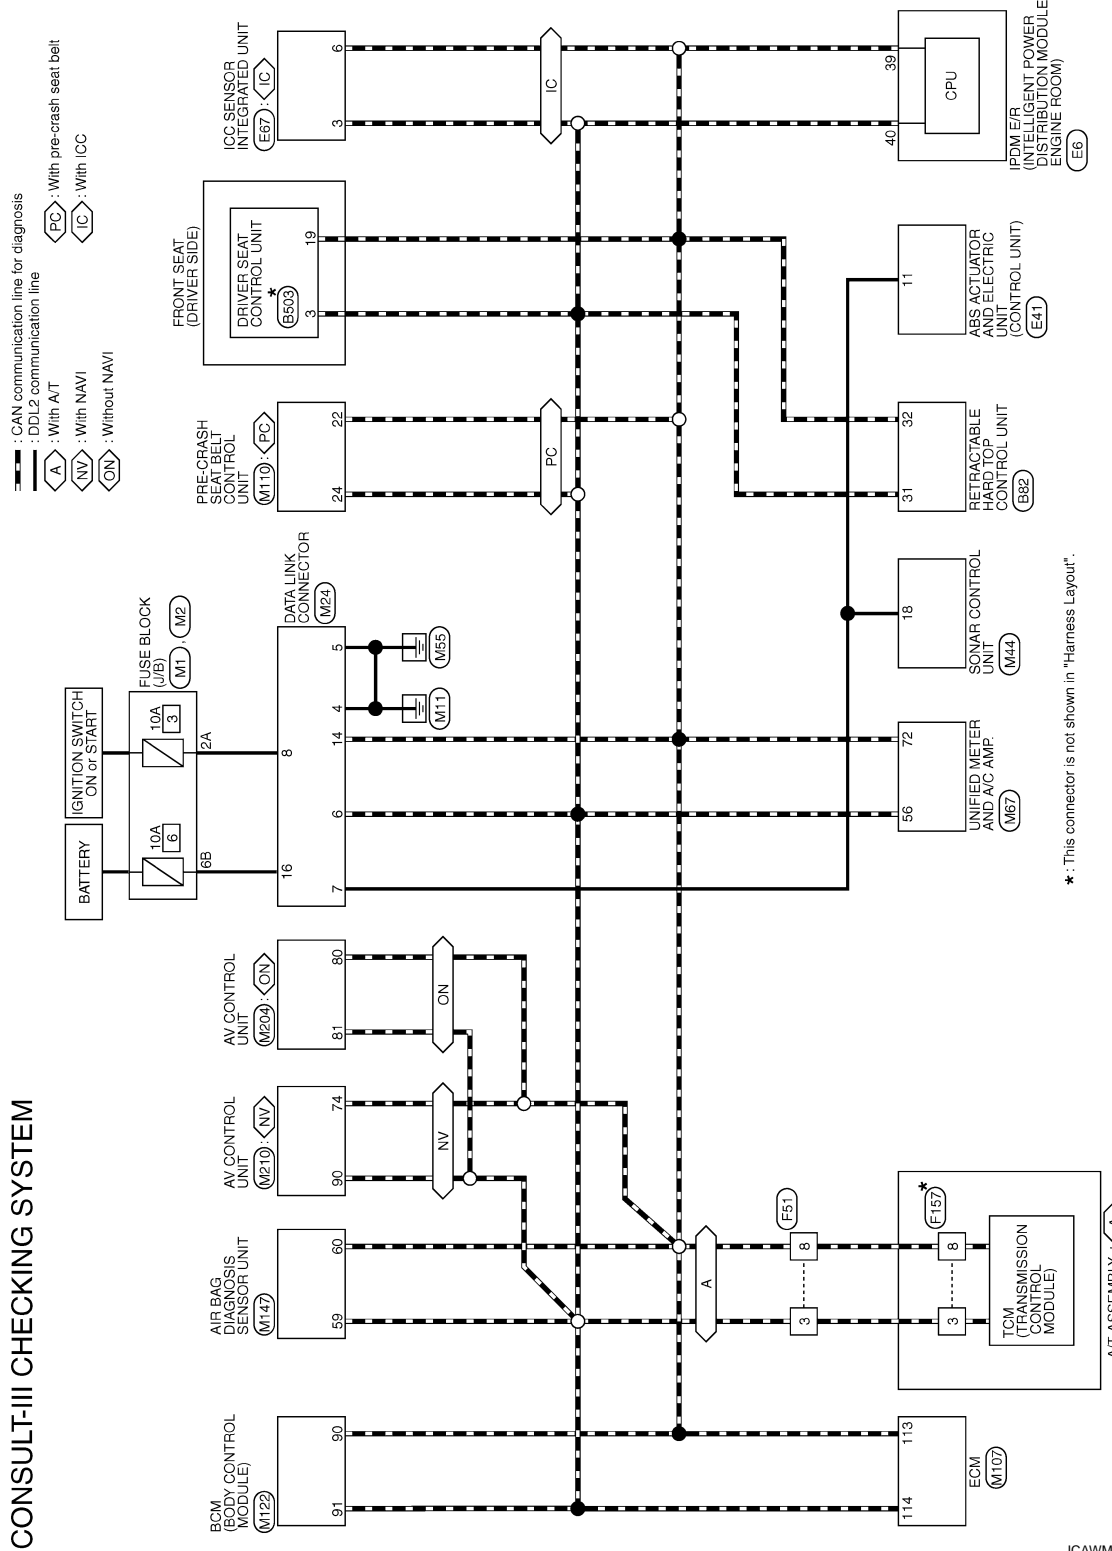 CONSULT-III CHECKING SYSTEM
: CAN communication line for diagnosis
: DDL2 communication line
A : With A/T
PC : With pre-crash seat belt
NV : With NAVI
IC : With ICC
ON : Without NAVI
BATTERY
IGNITION SWITCH
ON or START
10A
6
10A
3
FUSE BLOCK
(J/B)
M1 , M2
6B
2A
BCM
(BODY CONTROL
MODULE)
M122
91
90
AIR BAG
DIAGNOSIS
SENSOR UNIT
M147
59
60
AV CONTROL
UNIT
M210 : NV
90
74
AV CONTROL
UNIT
M204 : ON
81
80
16
8
DATA LINK
CONNECTOR
M24
7
6
14
4
5
M11
M55
PRE-CRASH
SEAT BELT
CONTROL
UNIT
M110 : PC
24
22
FRONT SEAT
(DRIVER SIDE)
DRIVER SEAT
CONTROL UNIT
*
B503
3
19
ICC SENSOR
INTEGRATED UNIT
E67 : IC
3
6
NV
ON
PC
IC
A
F51
3
8
F157
*
3
8
TCM
(TRANSMISSION
CONTROL
MODULE)
114
113
ECM
M107
56
72
UNIFIED METER
AND A/C AMP.
M67
18
SONAR CONTROL
UNIT
M44
31
32
RETRACTABLE
HARD TOP
CONTROL UNIT
B82
11
ABS ACTUATOR
AND ELECTRIC
UNIT
(CONTROL UNIT)
E41
40
39
CPU
IPDM E/R
(INTELLIGENT POWER
DISTRIBUTION MODULE
ENGINE ROOM)
E6
* : This connector is not shown in "Harness Layout".